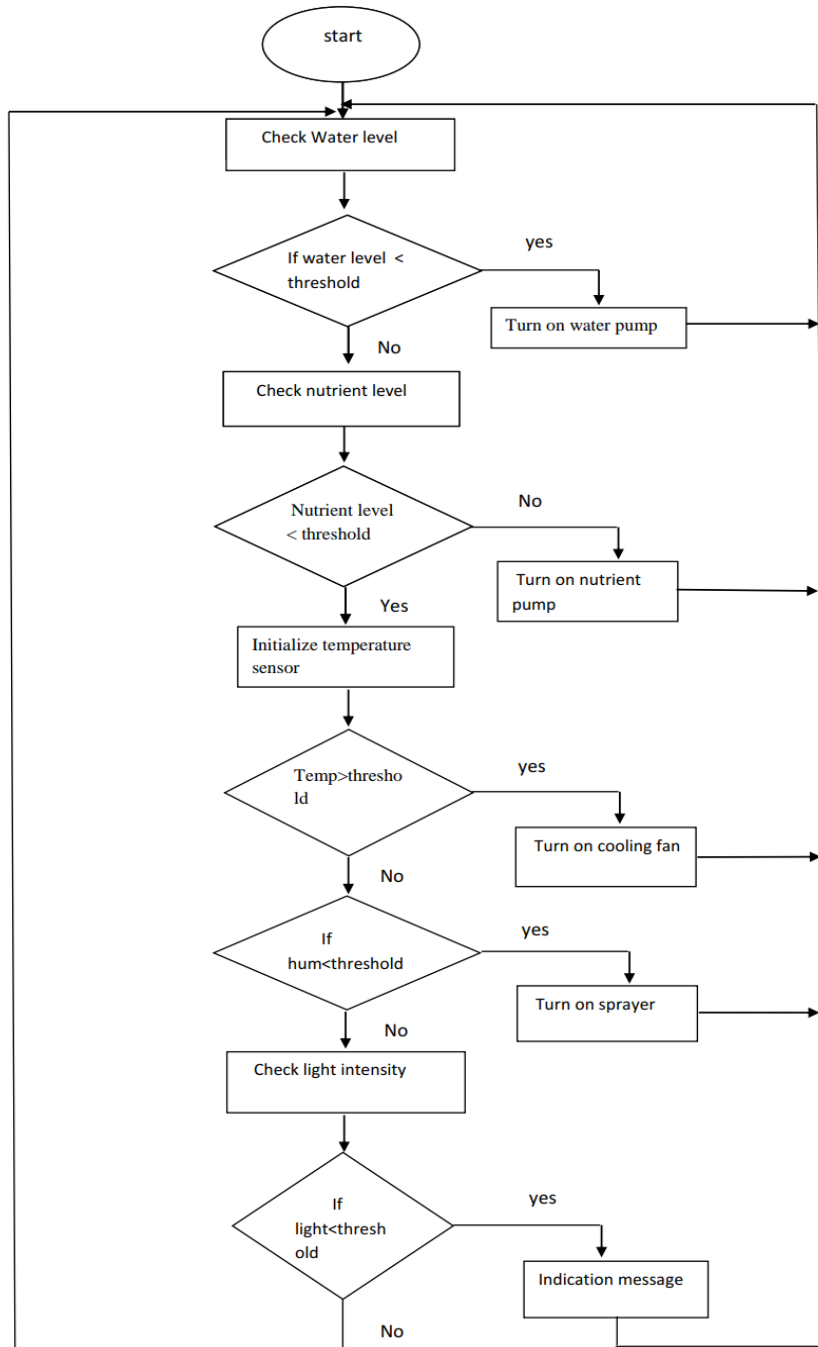 start
Check Water level
If water level <
threshold
yes
Turn on water pump
No
Check nutrient level
Nutrient level
< threshold
No
Turn on nutrient
pump
Yes
Initialize temperature
sensor
Temp>thresho
ld
yes
Turn on cooling fan
No
If
hum<threshold
yes
Turn on sprayer
No
Check light intensity
If
light<thresh
old
yes
Indication message
No